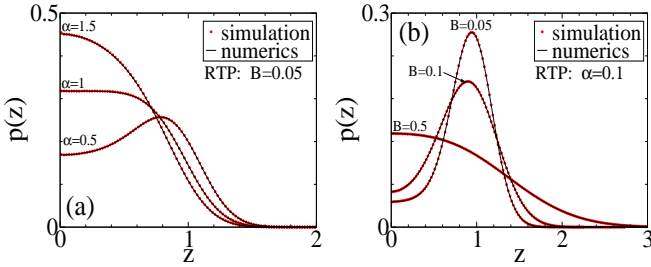 0.3
α=1.5
simulation
numerics
RTP: B=0.05
α=1
α=0.5
p(z)
(a)
0
0
1
2
z
0.3
(b)
B=0.05
simulation
numerics
RTP: α=0.1
B=0.1
B=0.5
p(z)
0
0
1
2
3
z